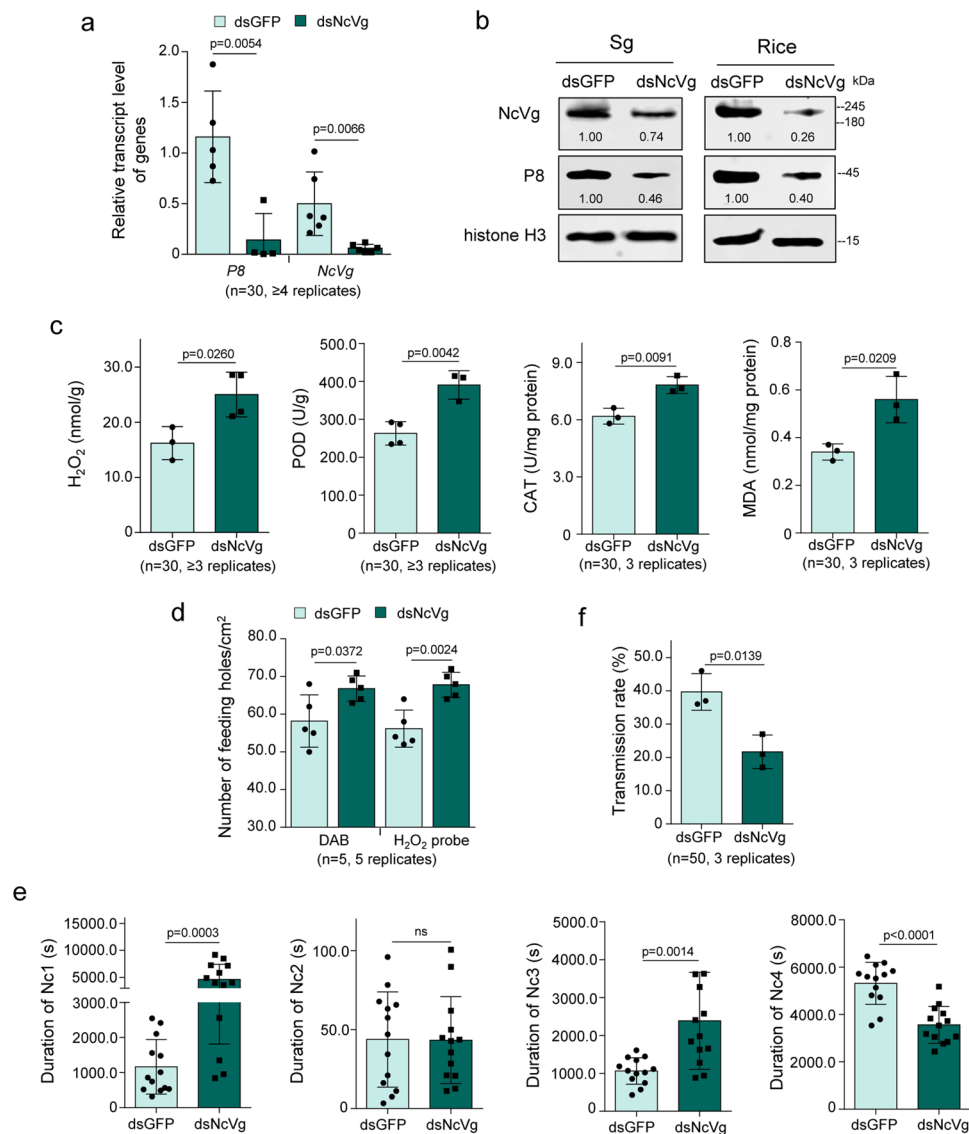 a
dsGFP dsNcVg
Relative transcript level
of genes
2.0
1.5
1.0
0.5
0
p=0.0054
p=0.0066
P8 NcVg
(n=30, ≥4 replicates)
b
Sg Rice
dsGFP dsNcVg dsGFP dsNcVg kDa
NcVg
1.00 0.74 1.00 0.26
--245
--180
P8
1.00 0.46 1.00 0.40
--45
histone H3
--15
c
H2O2 (nmol/g)
30.0
20.0
10.0
0
p=0.0260
dsGFP dsNcVg
(n=30, ≥3 replicates)
POD (U/g)
500.0
400.0
300.0
200.0
100.0
0
p=0.0042
dsGFP dsNcVg
(n=30, ≥3 replicates)
CAT (U/mg protein)
9.0
6.0
3.0
0
p=0.0091
dsGFP dsNcVg
(n=30, 3 replicates)
MDA (nmol/mg protein)
0.8
0.6
0.4
0.2
0
p=0.0209
dsGFP dsNcVg
(n=30, 3 replicates)
d
dsGFP dsNcVg
Number of feeding holes/cm2
80.0
70.0
60.0
50.0
40.0
30.0
p=0.0372
p=0.0024
DAB H2O2 probe
(n=5, 5 replicates)
f
Transmission rate (%)
40.0
30.0
20.0
10.0
0
p=0.0139
dsGFP dsNcVg
(n=50, 3 replicates)
e
Duration of Nc1 (s)
15000.0
10000.0
5000.0
3000.0
2000.0
1000.0
0
p=0.0003
dsGFP dsNcVg
Duration of Nc2 (s)
100.0
50.0
0
ns
dsGFP dsNcVg
Duration of Nc3 (s)
5000.0
4000.0
3000.0
2000.0
1000.0
0
p=0.0014
dsGFP dsNcVg
Duration of Nc4 (s)
8000.0
6000.0
4000.0
2000.0
0
p<0.0001
dsGFP dsNcVg